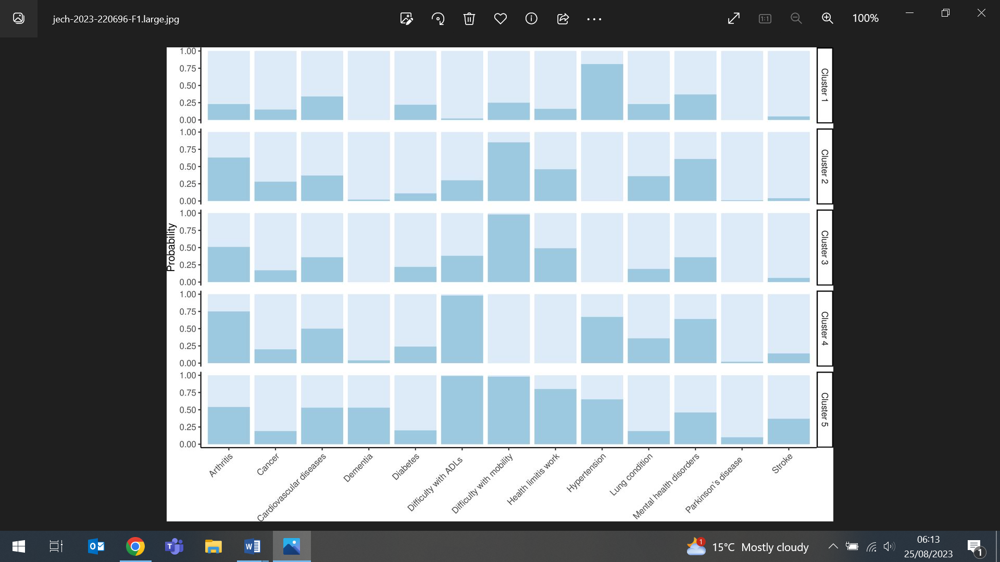 jech-2023-220696-F1.large.jpg
100%
1.00
0.75
0.50
0.25
0.00
Cluster 1
1.00
0.75
0.50
0.25
0.00
Cluster 2
1.00
0.75
0.50
0.25
0.00
Cluster 3
Probability
1.00
0.75
0.50
0.25
0.00
Cluster 4
1.00
0.75
0.50
0.25
0.00
Cluster 5
Arthritis
Cancer
Cardiovascular diseases
Dementia
Diabetes
Difficulty with ADLs
Difficulty with mobility
Health limitis work
Hypertension
Lung condition
Mental health disorders
Parkinson's disease
Stroke
1
15°C Mostly cloudy
06:13
25/08/2023
1